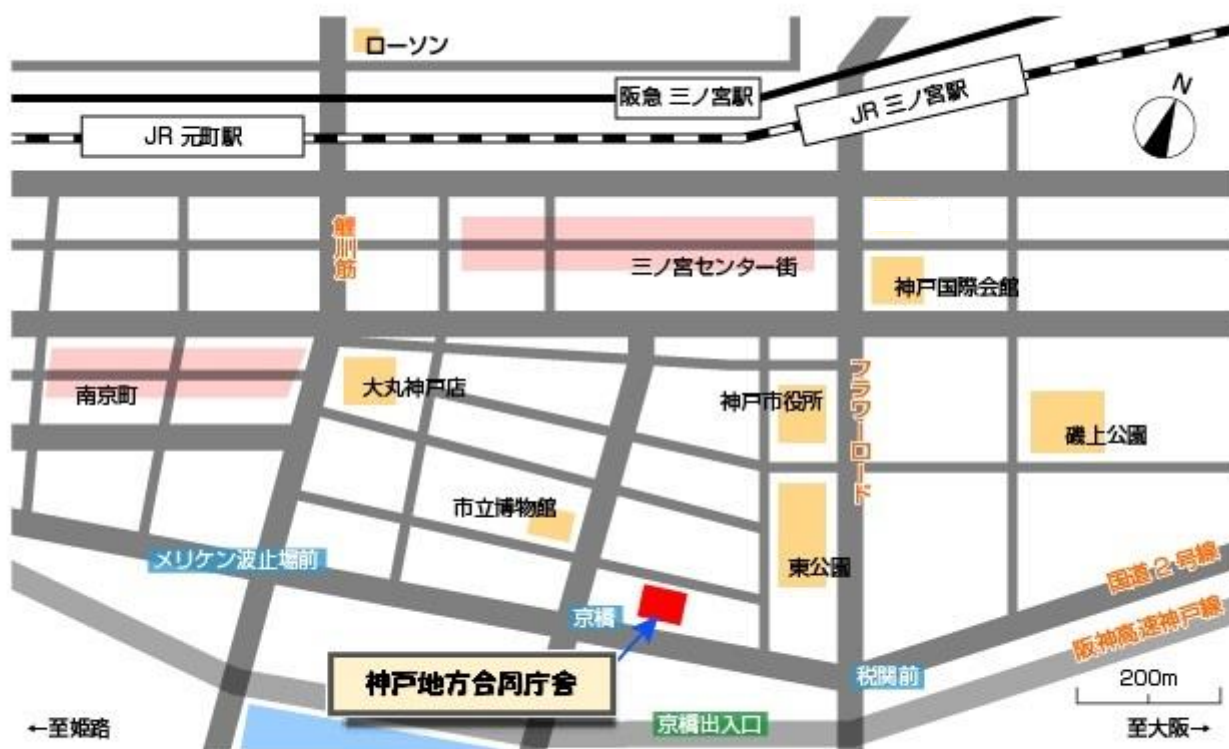 ローソン
阪急 三ノ宮駅
JR 三ノ宮駅
N
JR 元町駅
鯉川筋
三ノ宮センター街
神戸国際会館
南京町
大丸神戸店
神戸市役所
フラワーロード
磯上公園
市立博物館
メリケン波止場前
東公園
国道2号線
京橋
阪神高速神戸線
神戸地方合同庁舎
税関前
200m
京橋出入口
←至姫路
至大阪→